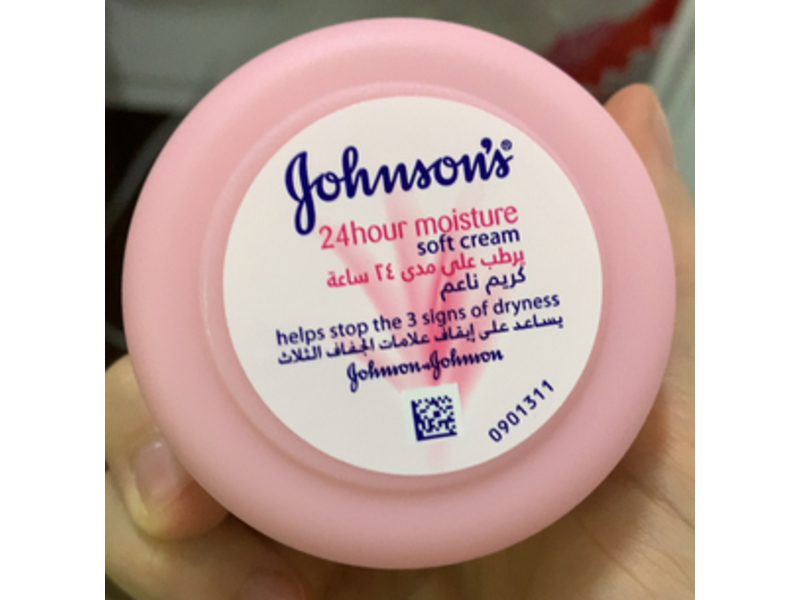 Johnson's®
24hour moisture
soft cream
يرطب على مدى ٢٤ ساعة
كريم ناعم
helps stop the 3 signs of dryness
يساعد على إيقاف علامات الجفاف الثلاث
Johnson&Johnson
0901311